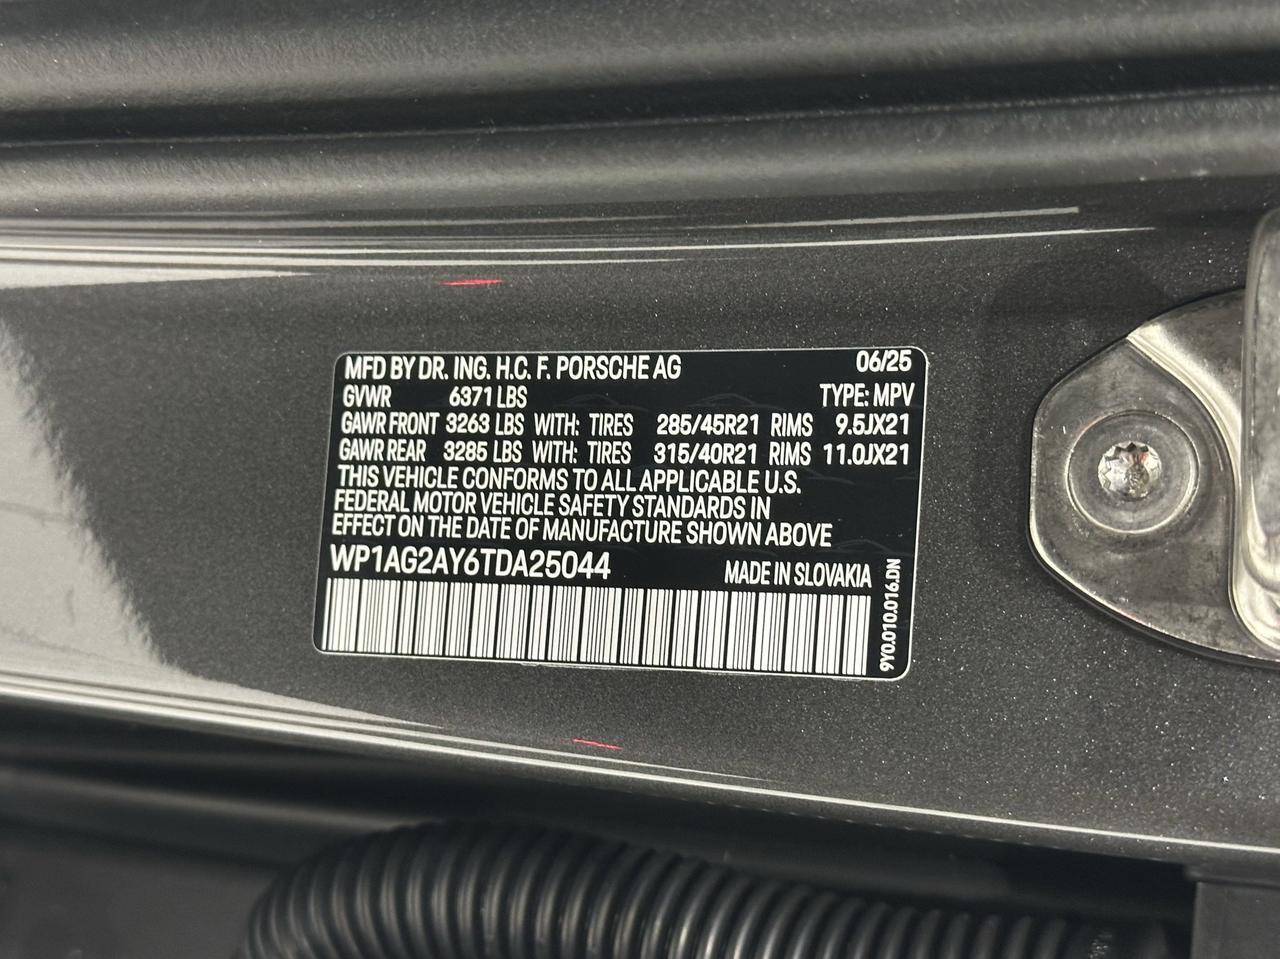 MFD BY DR. ING. H.C. F. PORSCHE AG 06/25
GVWR 6371 LBS TYPE: MPV
GAWR FRONT 3263 LBS WITH: TIRES 285/45R21 RIMS 9.5JX21
GAWR REAR 3285 LBS WITH: TIRES 315/40R21 RIMS 11.0JX21
THIS VEHICLE CONFORMS TO ALL APPLICABLE U.S.
FEDERAL MOTOR VEHICLE SAFETY STANDARDS IN
EFFECT ON THE DATE OF MANUFACTURE SHOWN ABOVE
WP1AG2AY6TDA25044 MADE IN SLOVAKIA
9Y0.010.016.DN